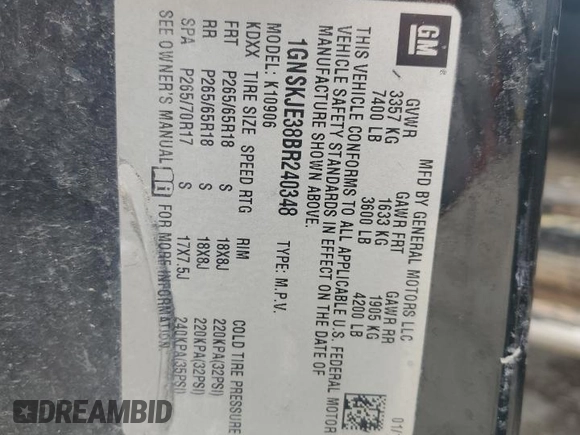 GM
MFD BY GENERAL MOTORS LLC
01/
GVWR GAWR FRT GAWR RR
3357 KG 1633 KG 1905 KG
7400 LB 3600 LB 4200 LB
THIS VEHICLE CONFORMS TO ALL APPLICABLE U.S. FEDERAL MOTOR
VEHICLE SAFETY STANDARDS IN EFFECT ON THE DATE OF
MANUFACTURE SHOWN ABOVE.
1GNSKJE38BR240348 TYPE: M.P.V.
MODEL: K10906
KDXX TIRE SIZE SPEED RTG RIM COLD TIRE PRESSURE
FRT P265/65R18 S 18X8J 220KPA(32PSI)
RR P265/65R18 S 18X8J 220KPA(32PSI)
SPA P265/70R17 S 17X7.5J 240KPA(35PSI)
SEE OWNER'S MANUAL FOR MORE INFORMATION
DREAMBID